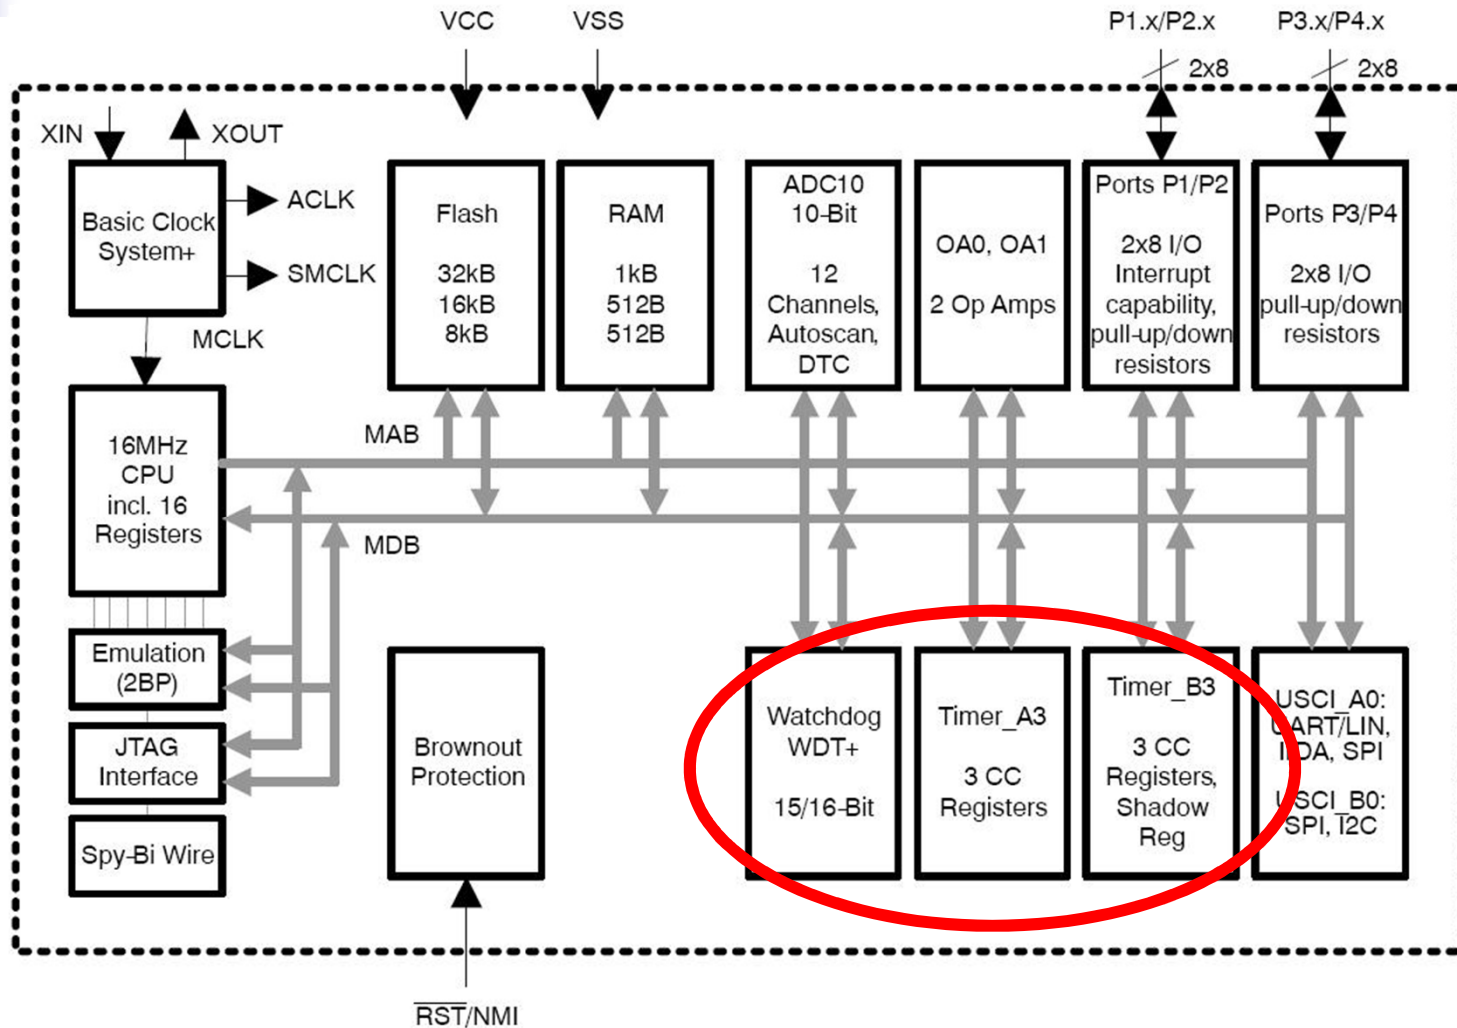 VCC
VSS
P1.x/P2.x
P3.x/P4.x
2x8
2x8
XIN
XOUT
Basic Clock
System+
ACLK
SMCLK
MCLK
Flash
32kB
16kB
8kB
RAM
1kB
512B
512B
ADC10
10-Bit
12
Channels,
Autoscan,
DTC
OA0, OA1
2 Op Amps
Ports P1/P2
2x8 I/O
Interrupt
capability,
pull-up/down
resistors
Ports P3/P4
2x8 I/O
pull-up/down
resistors
16MHz
CPU
incl. 16
Registers
MAB
MDB
Emulation
(2BP)
JTAG
Interface
Spy-Bi Wire
Brownout
Protection
Watchdog
WDT+
15/16-Bit
Timer_A3
3 CC
Registers
Timer_B3
3 CC
Registers,
Shadow
Reg
USCI_A0:
UART/LIN,
IrDA, SPI
USCI_B0:
SPI, I2C
RST/NMI